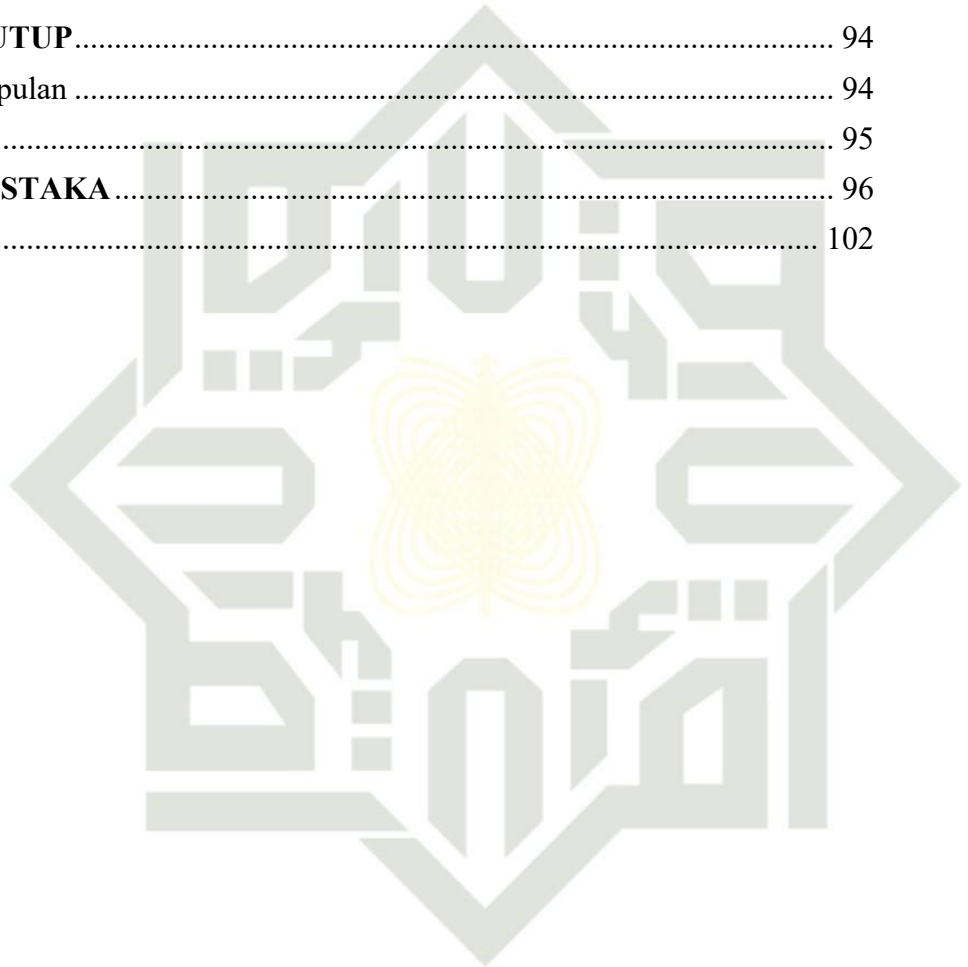 UTUP.................................................................................................. 94
pulan .................................................................................................. 94
.................................................................................................. 95
STAKA .................................................................................................. 96
.................................................................................................. 102